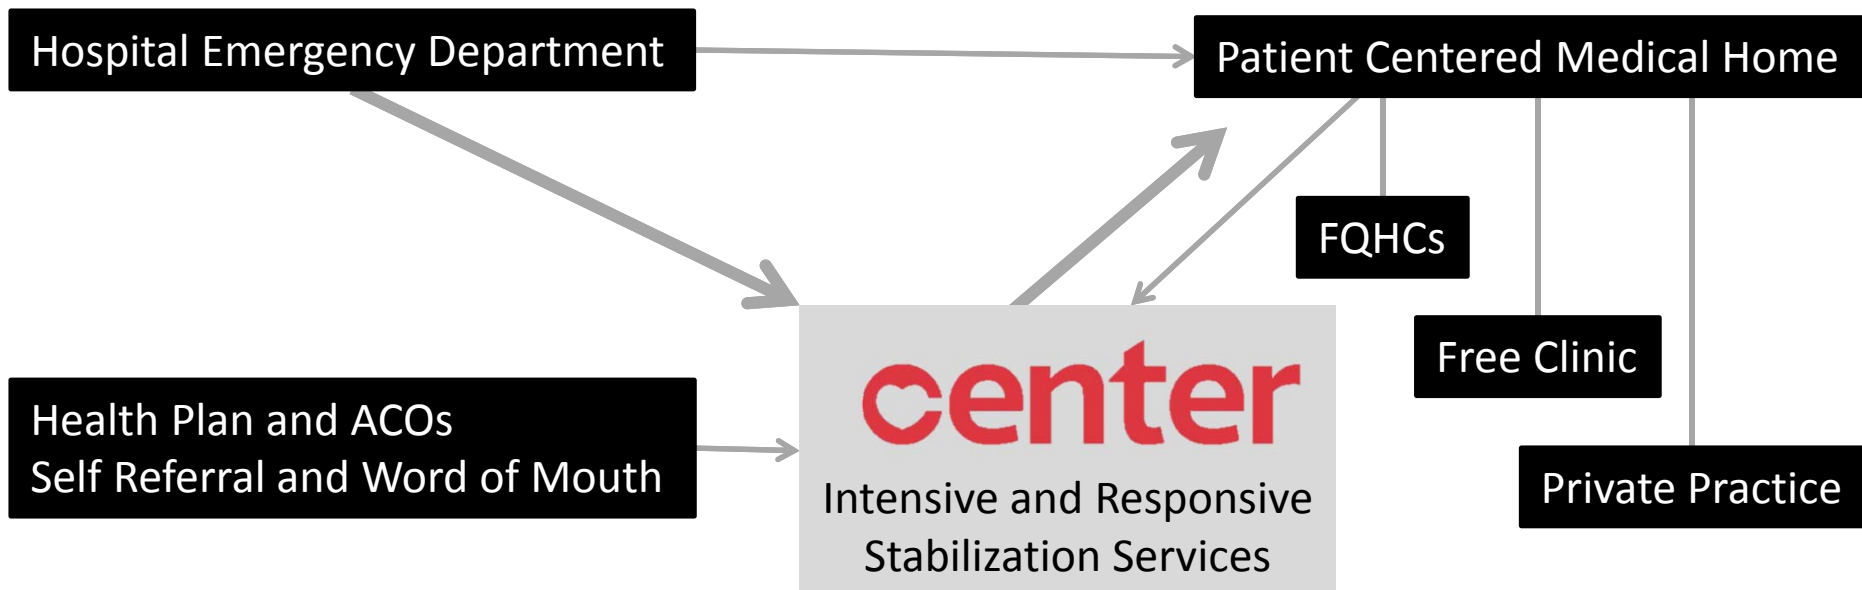 Hospital Emergency Department
Patient Centered Medical Home
FQHCs
Free Clinic
Private Practice
Health Plan and ACOs
Self Referral and Word of Mouth
center
Intensive and Responsive
Stabilization Services